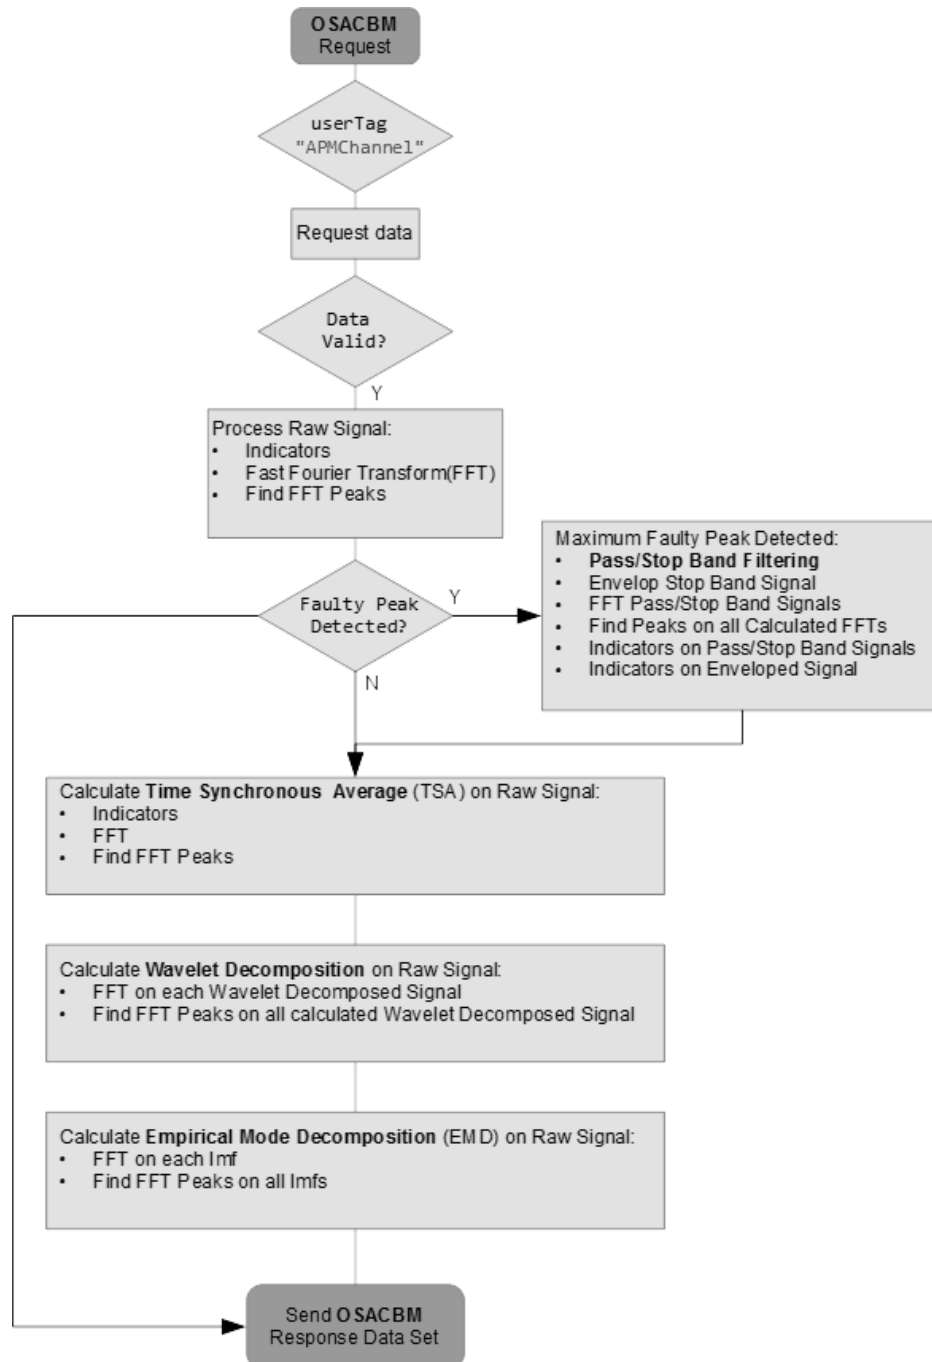 OSACBM
Request
userTag
"APMChannel"
Request data
Data
Valid?
Y
Process Raw Signal:
• Indicators
• Fast Fourier Transform(FFT)
• Find FFT Peaks
Faulty Peak
Detected?
Y
N
Maximum Faulty Peak Detected:
• Pass/Stop Band Filtering
• Envelop Stop Band Signal
• FFT Pass/Stop Band Signals
• Find Peaks on all Calculated FFTs
• Indicators on Pass/Stop Band Signals
• Indicators on Enveloped Signal
Calculate Time Synchronous Average (TSA) on Raw Signal:
• Indicators
• FFT
• Find FFT Peaks
Calculate Wavelet Decomposition on Raw Signal:
• FFT on each Wavelet Decomposed Signal
• Find FFT Peaks on all calculated Wavelet Decomposed Signal
Calculate Empirical Mode Decomposition (EMD) on Raw Signal:
• FFT on each Imf
• Find FFT Peaks on all Imfs
Send OSACBM
Response Data Set